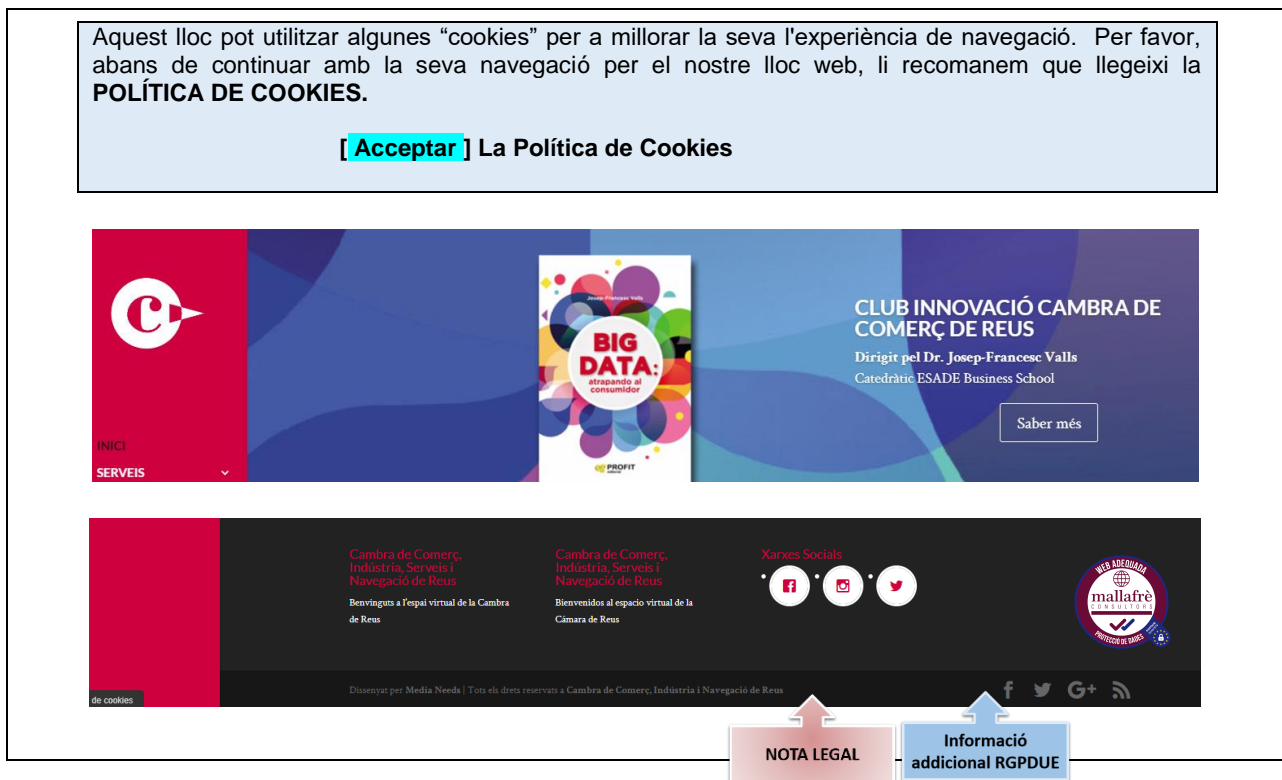 Aquest lloc pot utilitzar algunes “cookies” per a millorar la seva l'experiència de navegació. Per favor,
abans de continuar amb la seva navegació per el nostre lloc web, li recomanem que llegeixi la
POLÍTICA DE COOKIES.
[ Acceptar ] La Política de Cookies
INICI
SERVEIS
Josep-Francesc Valls
BIG
DATA:
atrapando al
consumidor
PROFIT
editorial
CLUB INNOVACIÓ CAMBRA DE
COMERÇ DE REUS
Dirigit pel Dr. Josep-Francesc Valls
Catedràtic ESADE Business School
Saber més
Cambra de Comerç,
Indústria, Serveis i
Navegació de Reus
Benvinguts a l'espai virtual de la Cambra
de Reus
Cambra de Comerç,
Indústria, Serveis i
Navegació de Reus
Bienvenidos al espacio virtual de la
Cámara de Reus
Xarxes Socials
WEB ADEQUADA
mallafrè
CONSULTORS
PROTECCIÓ DE DADES
de cookies
Dissenyat per Media Needs | Tots els drets reservats a Cambra de Comerç, Indústria i Navegació de Reus
NOTA LEGAL
Informació
addicional RGPDUE